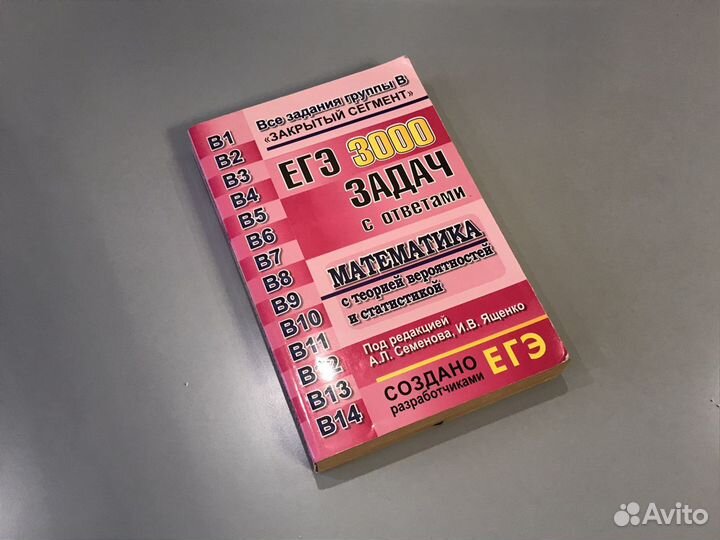 Все задания группы В
«ЗАКРЫТЫЙ СЕГМЕНТ»
ЕГЭ 3000
ЗАДАЧ
с ответами
МАТЕМАТИКА
с теорией вероятностей
и статистикой
Под редакцией
А.Л. Семенова, И.В. Ященко
СОЗДАНО
разработчиками
ЕГЭ
B1
B2
B3
B4
B5
B6
B7
B8
B9
B10
B11
B12
B13
B14
Avito